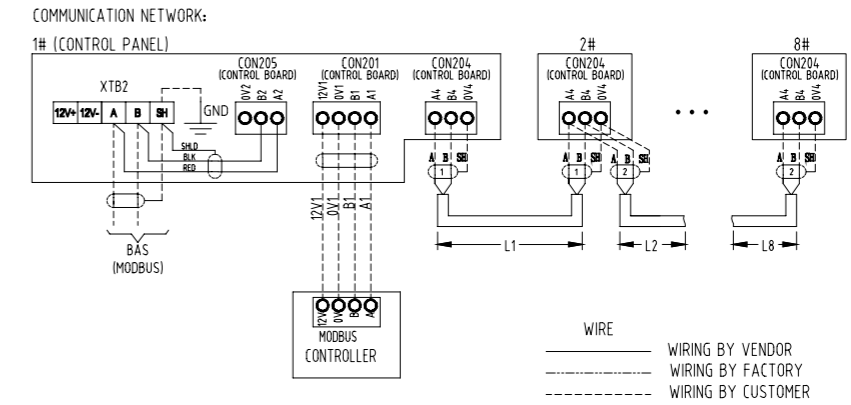 COMMUNICATION NETWORK:
1# (CONTROL PANEL)
2#
8#
CON205
(CONTROL BOARD)
CON201
(CONTROL BOARD)
CON204
(CONTROL BOARD)
CON204
(CONTROL BOARD)
CON204
(CONTROL BOARD)
XTB2
0V2 B2 A2
12V1 0V1 B1 A1
A4 B4 0V4
A4 B4 0V4
A4 B4 0V4
12V+ 12V- A B SH
GND
SHLD
BLK
RED
A B SH
A B SH
A B SH
A B SH
1
1
2
2
12V1 0V1 B1 A1
L1
L2
L8
BAS
(MODBUS)
12V 0V B A
MODBUS
CONTROLLER
WIRE
WIRING BY VENDOR
WIRING BY FACTORY
WIRING BY CUSTOMER